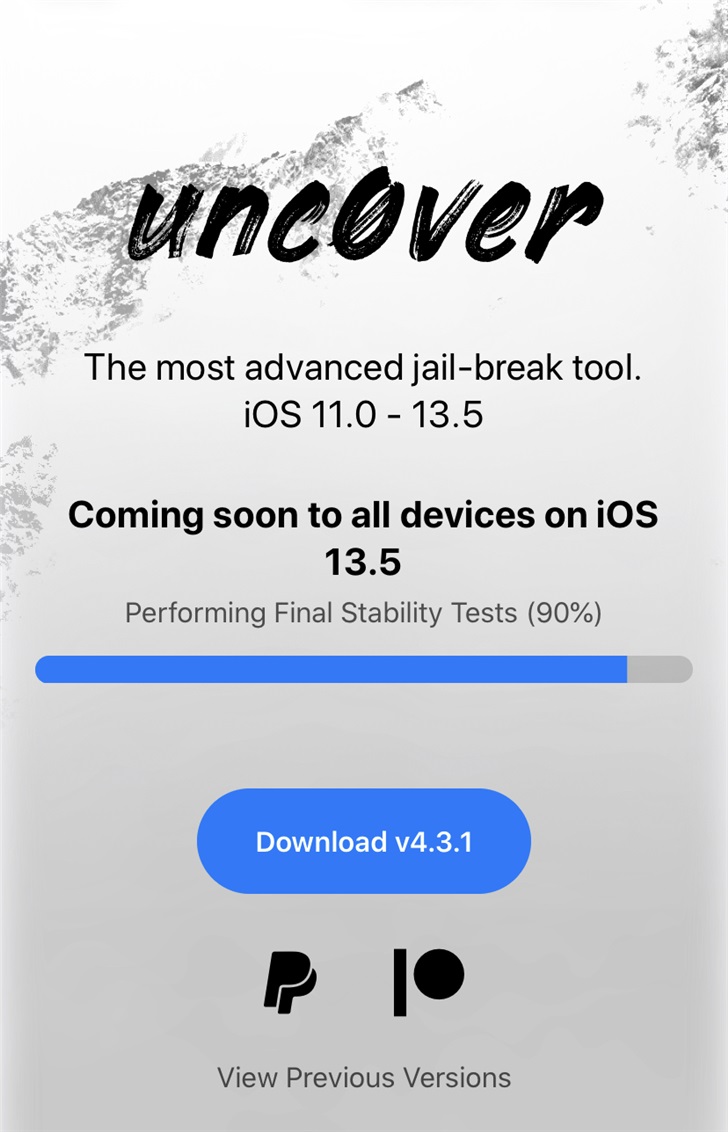 unc0ver
The most advanced jail-break tool.
iOS 11.0 - 13.5
Coming soon to all devices on iOS
13.5
Performing Final Stability Tests (90%)
Download v4.3.1
View Previous Versions